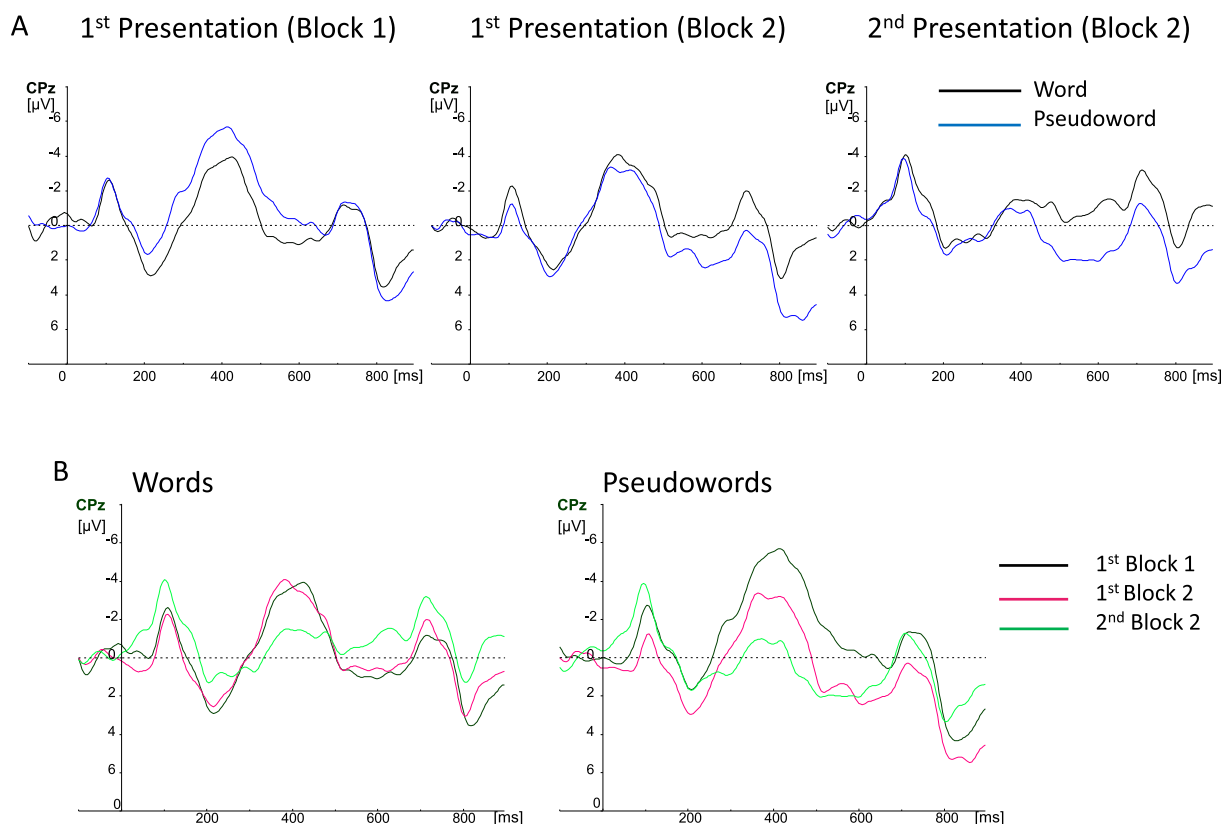 A
1st Presentation (Block 1)
1st Presentation (Block 2)
2nd Presentation (Block 2)
CPz
[µV]
-6
-4
-2
0
2
4
6
0 200 400 600 800 [ms]
CPz
[µV]
-6
-4
-2
0
2
4
6
0 200 400 600 800 [ms]
CPz
[µV]
-6
-4
-2
0
2
4
6
0 200 400 600 800 [ms]
Word
Pseudoword
B
Words
CPz
[µV]
-6
-4
-2
0
2
4
6
0
200 400 600 800 [ms]
Pseudowords
CPz
[µV]
-6
-4
-2
0
2
4
6
0
200 400 600 800 [ms]
1st Block 1
1st Block 2
2nd Block 2